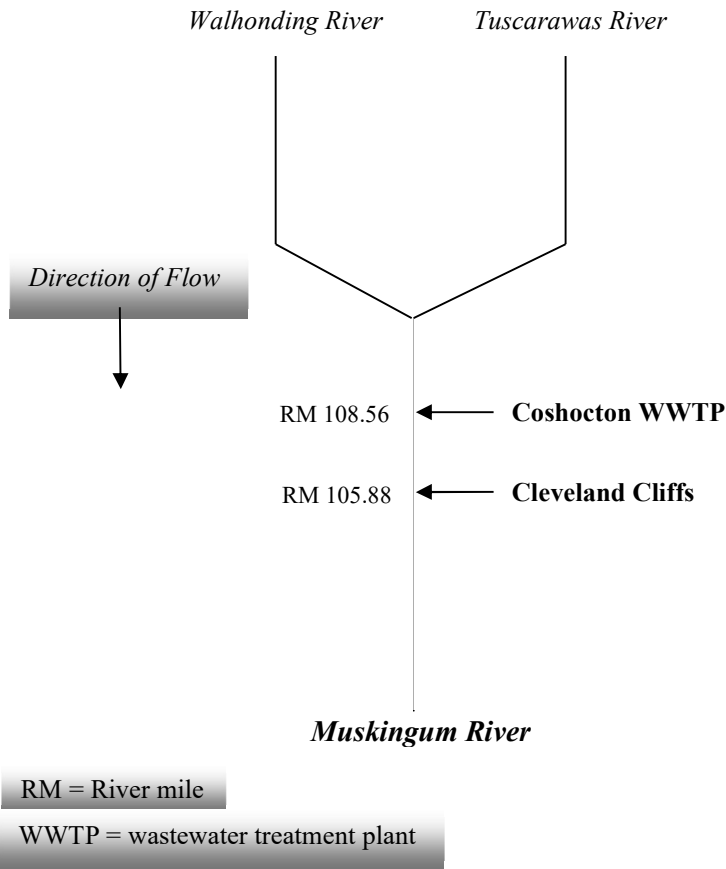 Walhonding River
Tuscarawas River
Direction of Flow
RM 108.56
Coshocton WWTP
RM 105.88
Cleveland Cliffs
Muskingum River
RM = River mile
WWTP = wastewater treatment plant